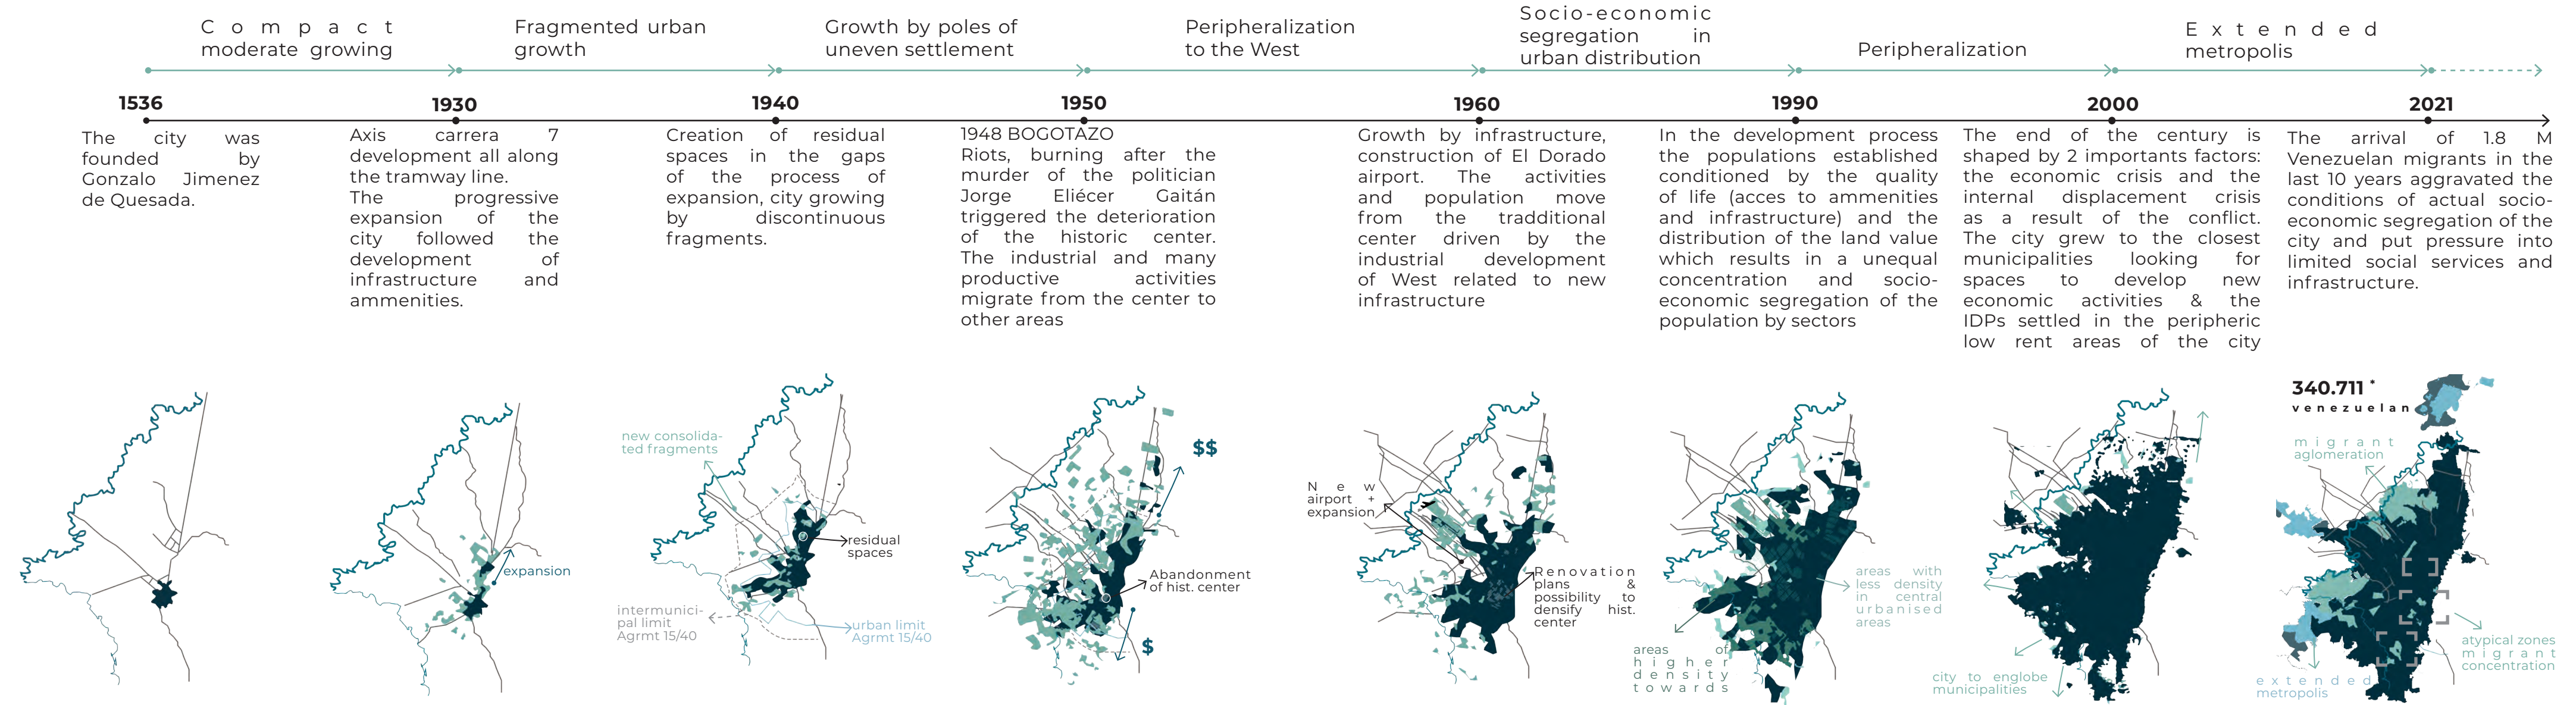 Compact
moderate growing
Fragmented urban
growth
Growth by poles of
uneven settlement
Peripheralization
to the West
Socio-economic
segregation in
urban distribution
Peripheralization
Extended
metropolis
1536
1930
1940
1950
1960
1990
2000
2021
The city was
founded by
Gonzalo Jimenez
de Quesada.
Axis carrera 7
development all along
the tramway line.
The progressive
expansion of the
city followed the
development of
infrastructure and
ammenities.
Creation of residual
spaces in the gaps
of the process of
expansion, city growing
by discontinuous
fragments.
1948 BOGOTAZO
Riots, burning after the
murder of the politician
Jorge Eliécer Gaitán
triggered the deterioration
of the historic center.
The industrial and many
productive activities
migrate from the center to
other areas
Growth by infrastructure,
construction of El Dorado
airport. The activities
and population move
from the tradditional
center driven by the
industrial development
of West related to new
infrastructure
In the development process
the populations established
conditioned by the quality
of life (acces to ammenities
and infrastructure) and the
distribution of the land value
which results in a unequal
concentration and socio-
economic segregation of the
population by sectors
The end of the century is
shaped by 2 importants factors:
the economic crisis and the
internal displacement crisis
as a result of the conflict.
The city grew to the closest
municipalities looking for
spaces to develop new
economic activities & the
IDPs settled in the peripheric
low rent areas of the city
The arrival of 1.8 M
Venezuelan migrants in the
last 10 years aggravated the
conditions of actual socio-
economic segregation of the
city and put pressure into
limited social services and
infrastructure.
expansion
new consolida-
ted fragments
residual
spaces
intermunici-
pal limit
Agrmt 15/40
urban limit
Agrmt 15/40
$$
Abandonment
of hist. center
$
New
airport +
expansion
Renovation
plans &
possibility to
densify hist.
center
areas with
less density
in central
urbanised
areas
areas of
higher
density
towards
city to englobe
municipalities
340.711 *
venezuelan
migrant
aglomeration
atypical zones
migrant
concentration
extended
metropolis